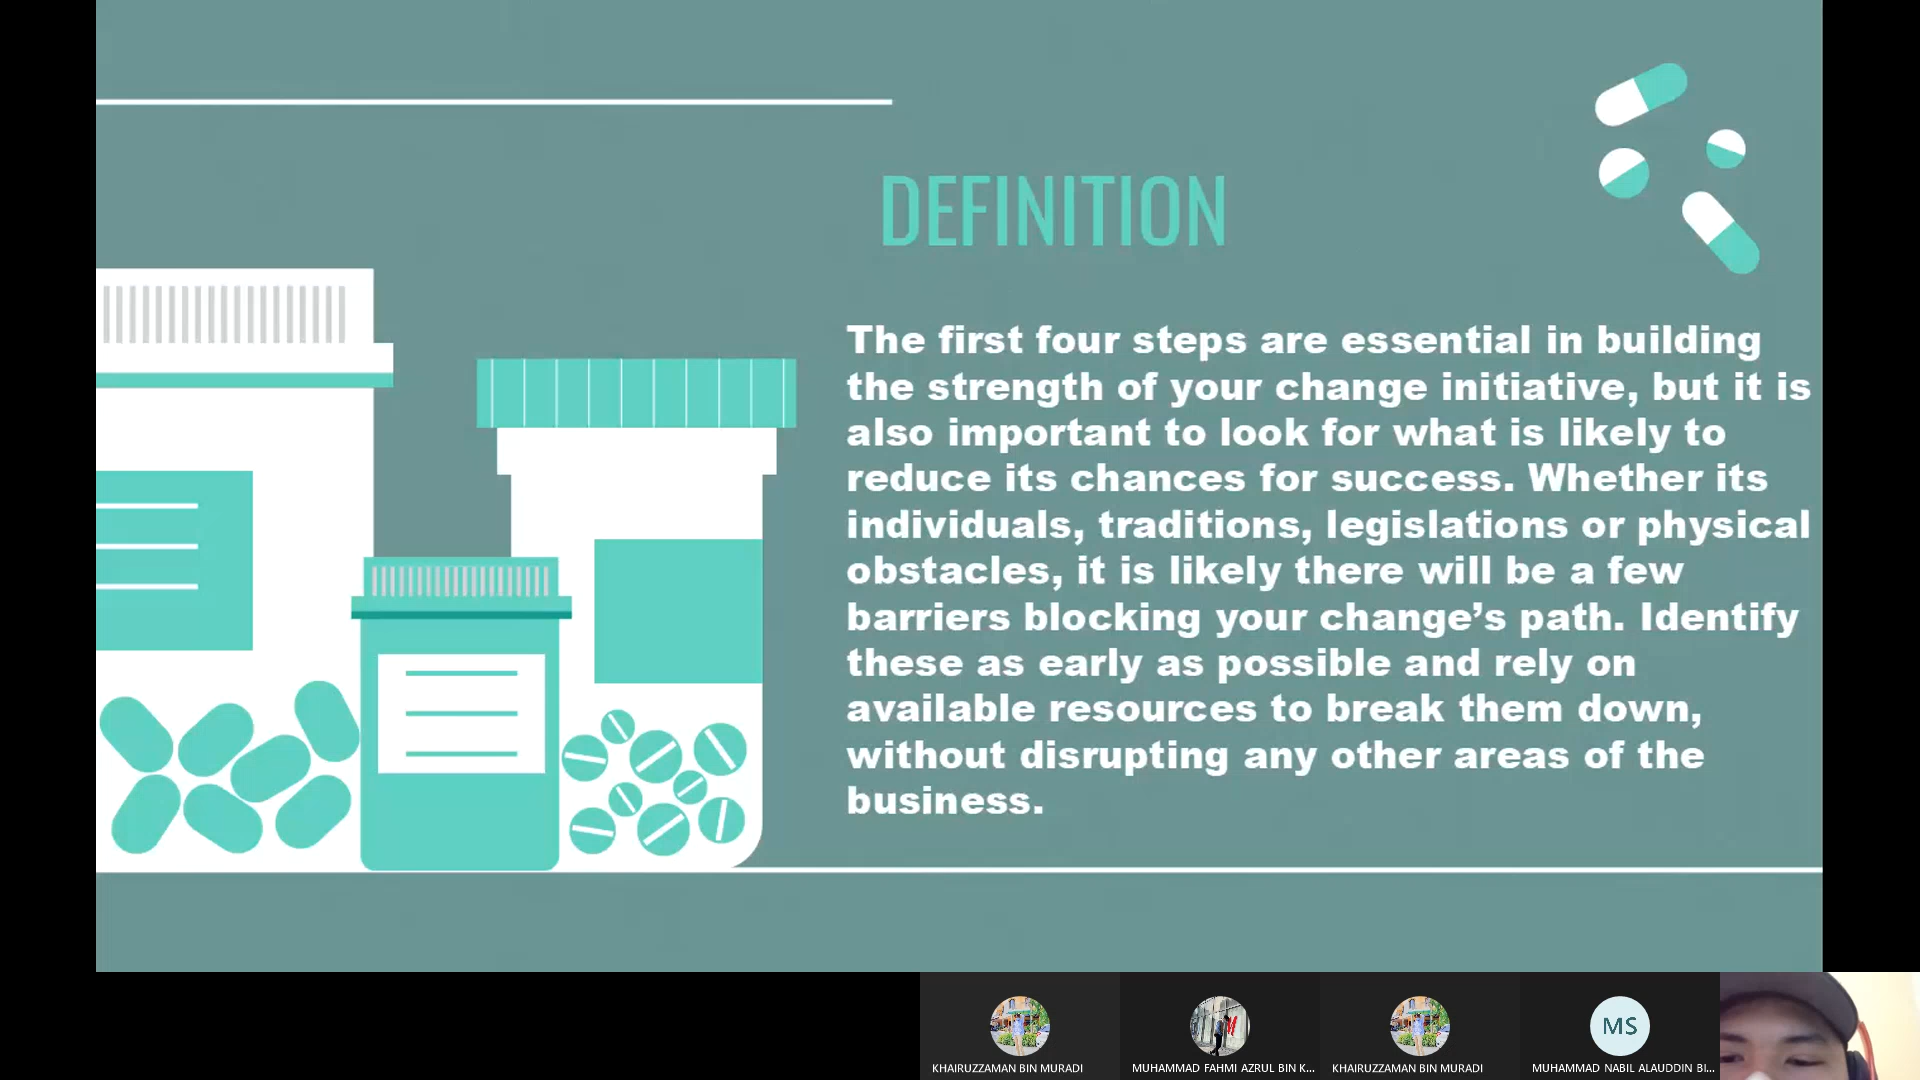 DEFINITION
The first four steps are essential in building
the strength of your change initiative, but it is
also important to look for what is likely to
reduce its chances for success. Whether its
individuals, traditions, legislations or physical
obstacles, it is likely there will be a few
barriers blocking your change’s path. Identify
these as early as possible and rely on
available resources to break them down,
without disrupting any other areas of the
business.
MS
KHAIRUZZAMAN BIN MURADI
MUHAMMAD FAHMI AZRUL BIN K...
KHAIRUZZAMAN BIN MURADI
MUHAMMAD NABIL ALAUDDIN BI...